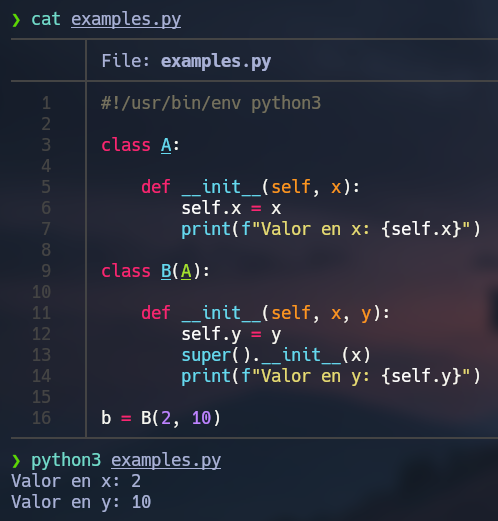 ❯ cat examples.py
File: examples.py
1 #!/usr/bin/env python3
2
3 class A:
4
5     def __init__(self, x):
6         self.x = x
7         print(f"Valor en x: {self.x}")
8
9 class B(A):
10
11     def __init__(self, x, y):
12         self.y = y
13         super().__init__(x)
14         print(f"Valor en y: {self.y}")
15
16 b = B(2, 10)
❯ python3 examples.py
Valor en x: 2
Valor en y: 10